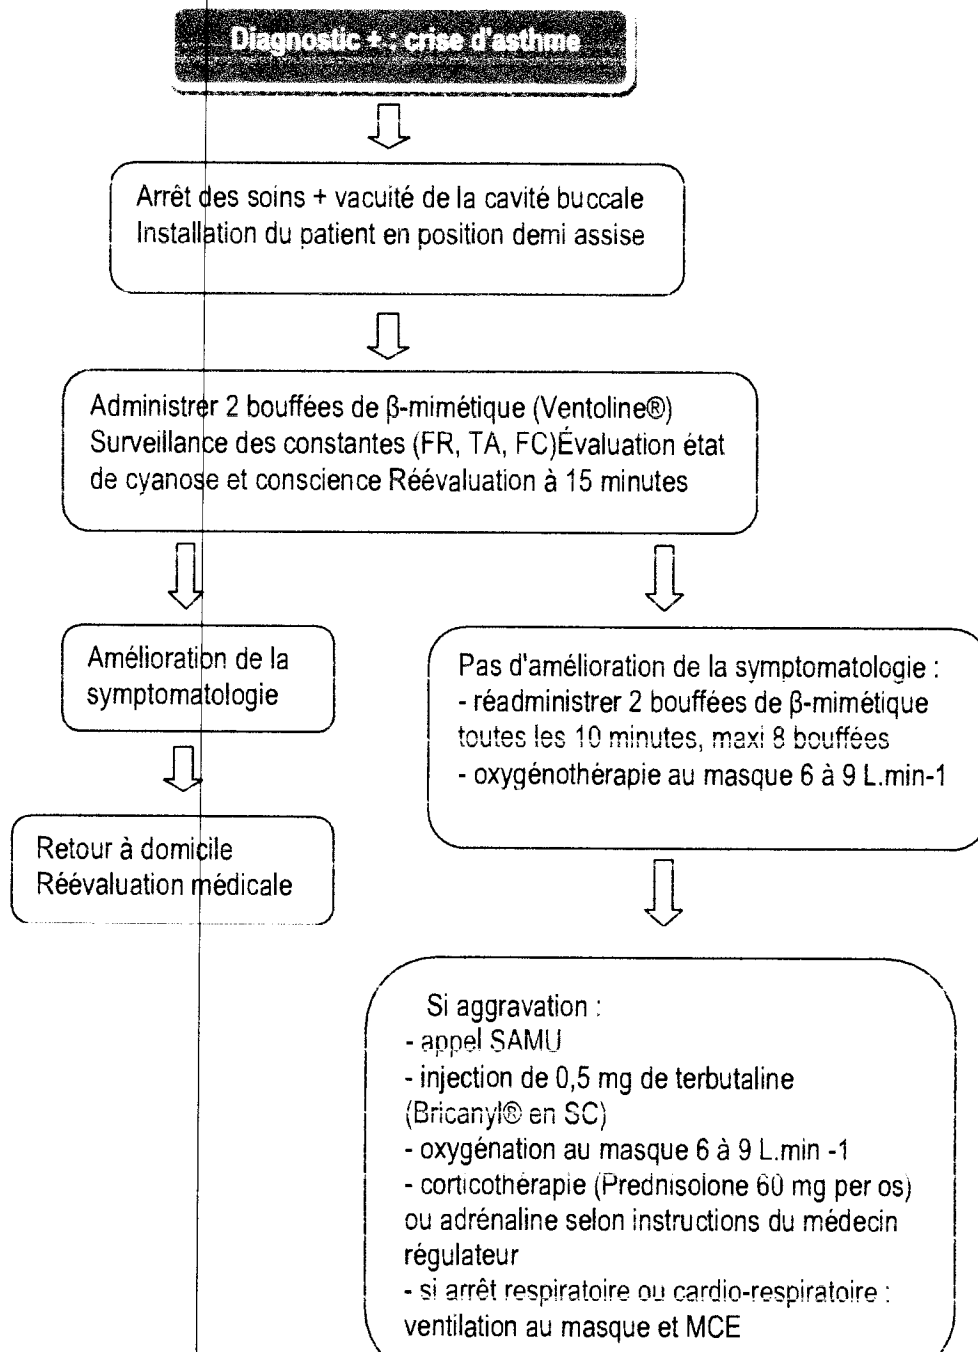 Diagnostic + : crise d'asthme
Arrêt des soins + vacuité de la cavité buccale
Installation du patient en position demi assise
Administrer 2 bouffées de β-mimétique (Ventoline®)
Surveillance des constantes (FR, TA, FC)Évaluation état
de cyanose et conscience Réévaluation à 15 minutes
Amélioration de la
symptomatologie
Retour à domicile
Réévaluation médicale
Pas d'amélioration de la symptomatologie :
- réadministrer 2 bouffées de β-mimétique
toutes les 10 minutes, maxi 8 bouffées
- oxygénothérapie au masque 6 à 9 L.min-1
Si aggravation :
- appel SAMU
- injection de 0,5 mg de terbutaline
(Bricanyl® en SC)
- oxygénation au masque 6 à 9 L.min -1
- corticothérapie (Prednisolone 60 mg per os)
ou adrénaline selon instructions du médecin
régulateur
- si arrêt respiratoire ou cardio-respiratoire :
ventilation au masque et MCE